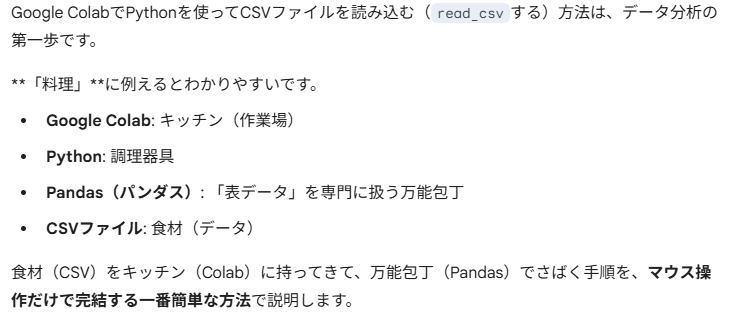 Google ColabでPythonを使ってCSVファイルを読み込む（read_csvする）方法は、データ分析の
第一歩です。
**「料理」**に例えるとわかりやすいです。
• Google Colab: キッチン（作業場）
• Python: 調理器具
• Pandas（パンダス）: 「表データ」を専門に扱う万能包丁
• CSVファイル: 食材（データ）
食材（CSV）をキッチン（Colab）に持ってきて、万能包丁（Pandas）でさばく手順を、マウス操
作だけで完結する一番簡単な方法で説明します。